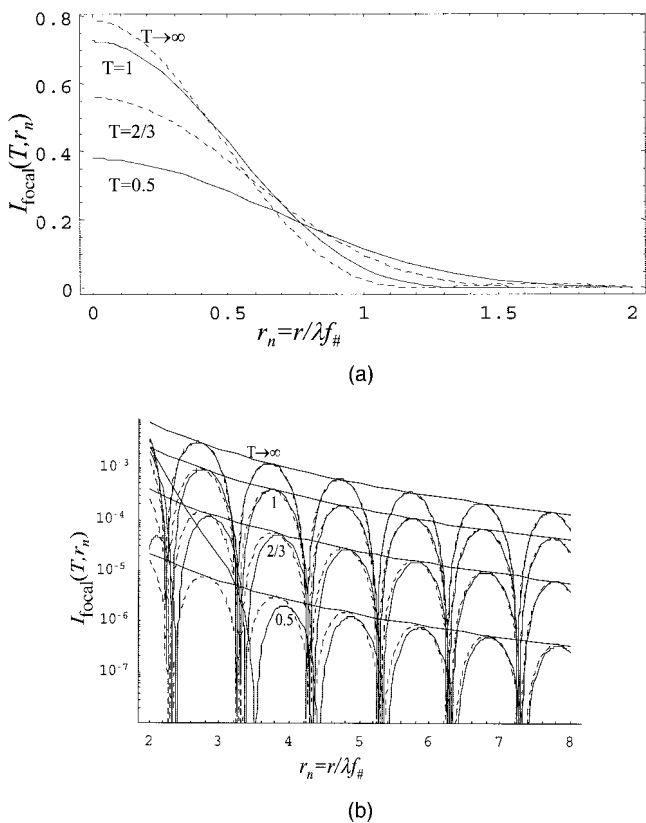 0.8
0.6
0.4
0.2
0
I_focal(T,r_n)
T→∞
T=1
T=2/3
T=0.5
0 0.5 1 1.5 2
r_n=r/λf_#
(a)
10^-3
10^-4
10^-5
10^-6
10^-7
I_focal(T,r_n)
T→∞
1
2/3
0.5
2 3 4 5 6 7 8
r_n=r/λf_#
(b)